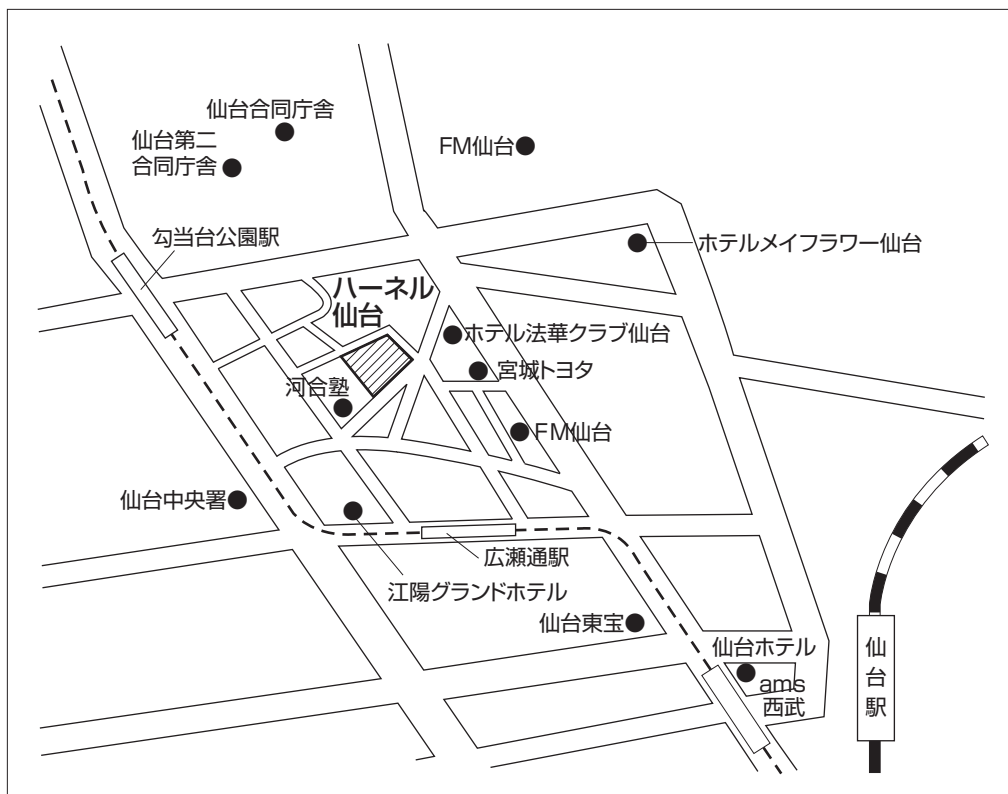 仙台合同庁舎
仙台第二
合同庁舎
FM仙台
勾当台公園駅
ホテルメイフラワー仙台
ハーネル
仙台
ホテル法華クラブ仙台
宮城トヨタ
河合塾
FM仙台
仙台中央署
広瀬通駅
江陽グランドホテル
仙台東宝
仙台ホテル
ams
西武
仙台駅